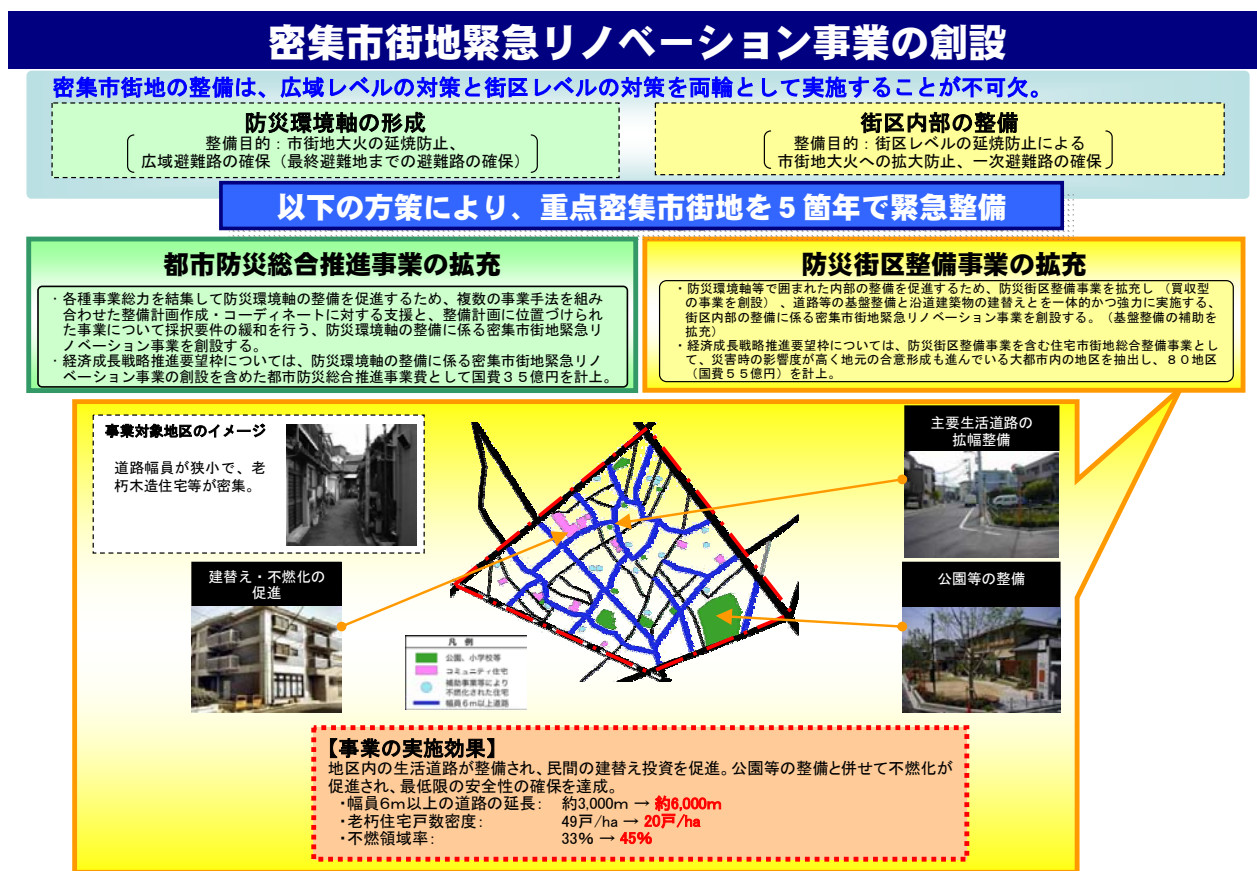 密集市街地緊急リノベーション事業の創設
密集市街地の整備は、広域レベルの対策と街区レベルの対策を両輪として実施することが不可欠。
防災環境軸の形成
整備目的：市街地大火の延焼防止、
広域避難路の確保（最終避難地までの避難路の確保）
街区内部の整備
整備目的：街区レベルの延焼防止による
市街地大火への拡大防止、一次避難路の確保
以下の方策により、重点密集市街地を５箇年で緊急整備
都市防災総合推進事業の拡充
・各種事業総力を結集して防災環境軸の整備を促進するため、複数の事業手法を組み
合わせた整備計画作成・コーディネートに対する支援と、整備計画に位置づけられ
た事業について採択要件の緩和を行う、防災環境軸の整備に係る密集市街地緊急リ
ノベーション事業を創設する。
・経済成長戦略推進要望枠については、防災環境軸の整備に係る密集市街地緊急リノ
ベーション事業の創設を含めた都市防災総合推進事業費として国費３５億円を計上。
防災街区整備事業の拡充
・防災環境軸等で囲まれた内部の整備を促進するため、防災街区整備事業を拡充し（買収型
の事業を創設）、道路等の基盤整備と沿道建築物の建替えとを一体的かつ強力に実施する、
街区内部の整備に係る密集市街地緊急リノベーション事業を創設する。（基盤整備の補助を
拡充）
・経済成長戦略推進要望枠については、防災街区整備事業を含む住宅市街地総合整備事業とし
て、災害時の影響度が高く地元の合意形成も進んでいる大都市内の地区を抽出し、８０地区
（国費５５億円）を計上。
事業対象地区のイメージ
道路幅員が狭小で、老
朽木造住宅等が密集。
主要生活道路の
拡幅整備
建替え・不燃化の
促進
公園等の整備
凡 例
公園、小学校等
コミュニティ住宅
補助事業等により
不燃化された住宅
幅員６ｍ以上道路
【事業の実施効果】
地区内の生活道路が整備され、民間の建替え投資を促進。公園等の整備と併せて不燃化が
促進され、最低限の安全性の確保を達成。
・幅員６ｍ以上の道路の延長： 約3,000ｍ → 約6,000ｍ
・老朽住宅戸数密度： 49戸/ha → 20戸/ha
・不燃領域率： 33% → 45%